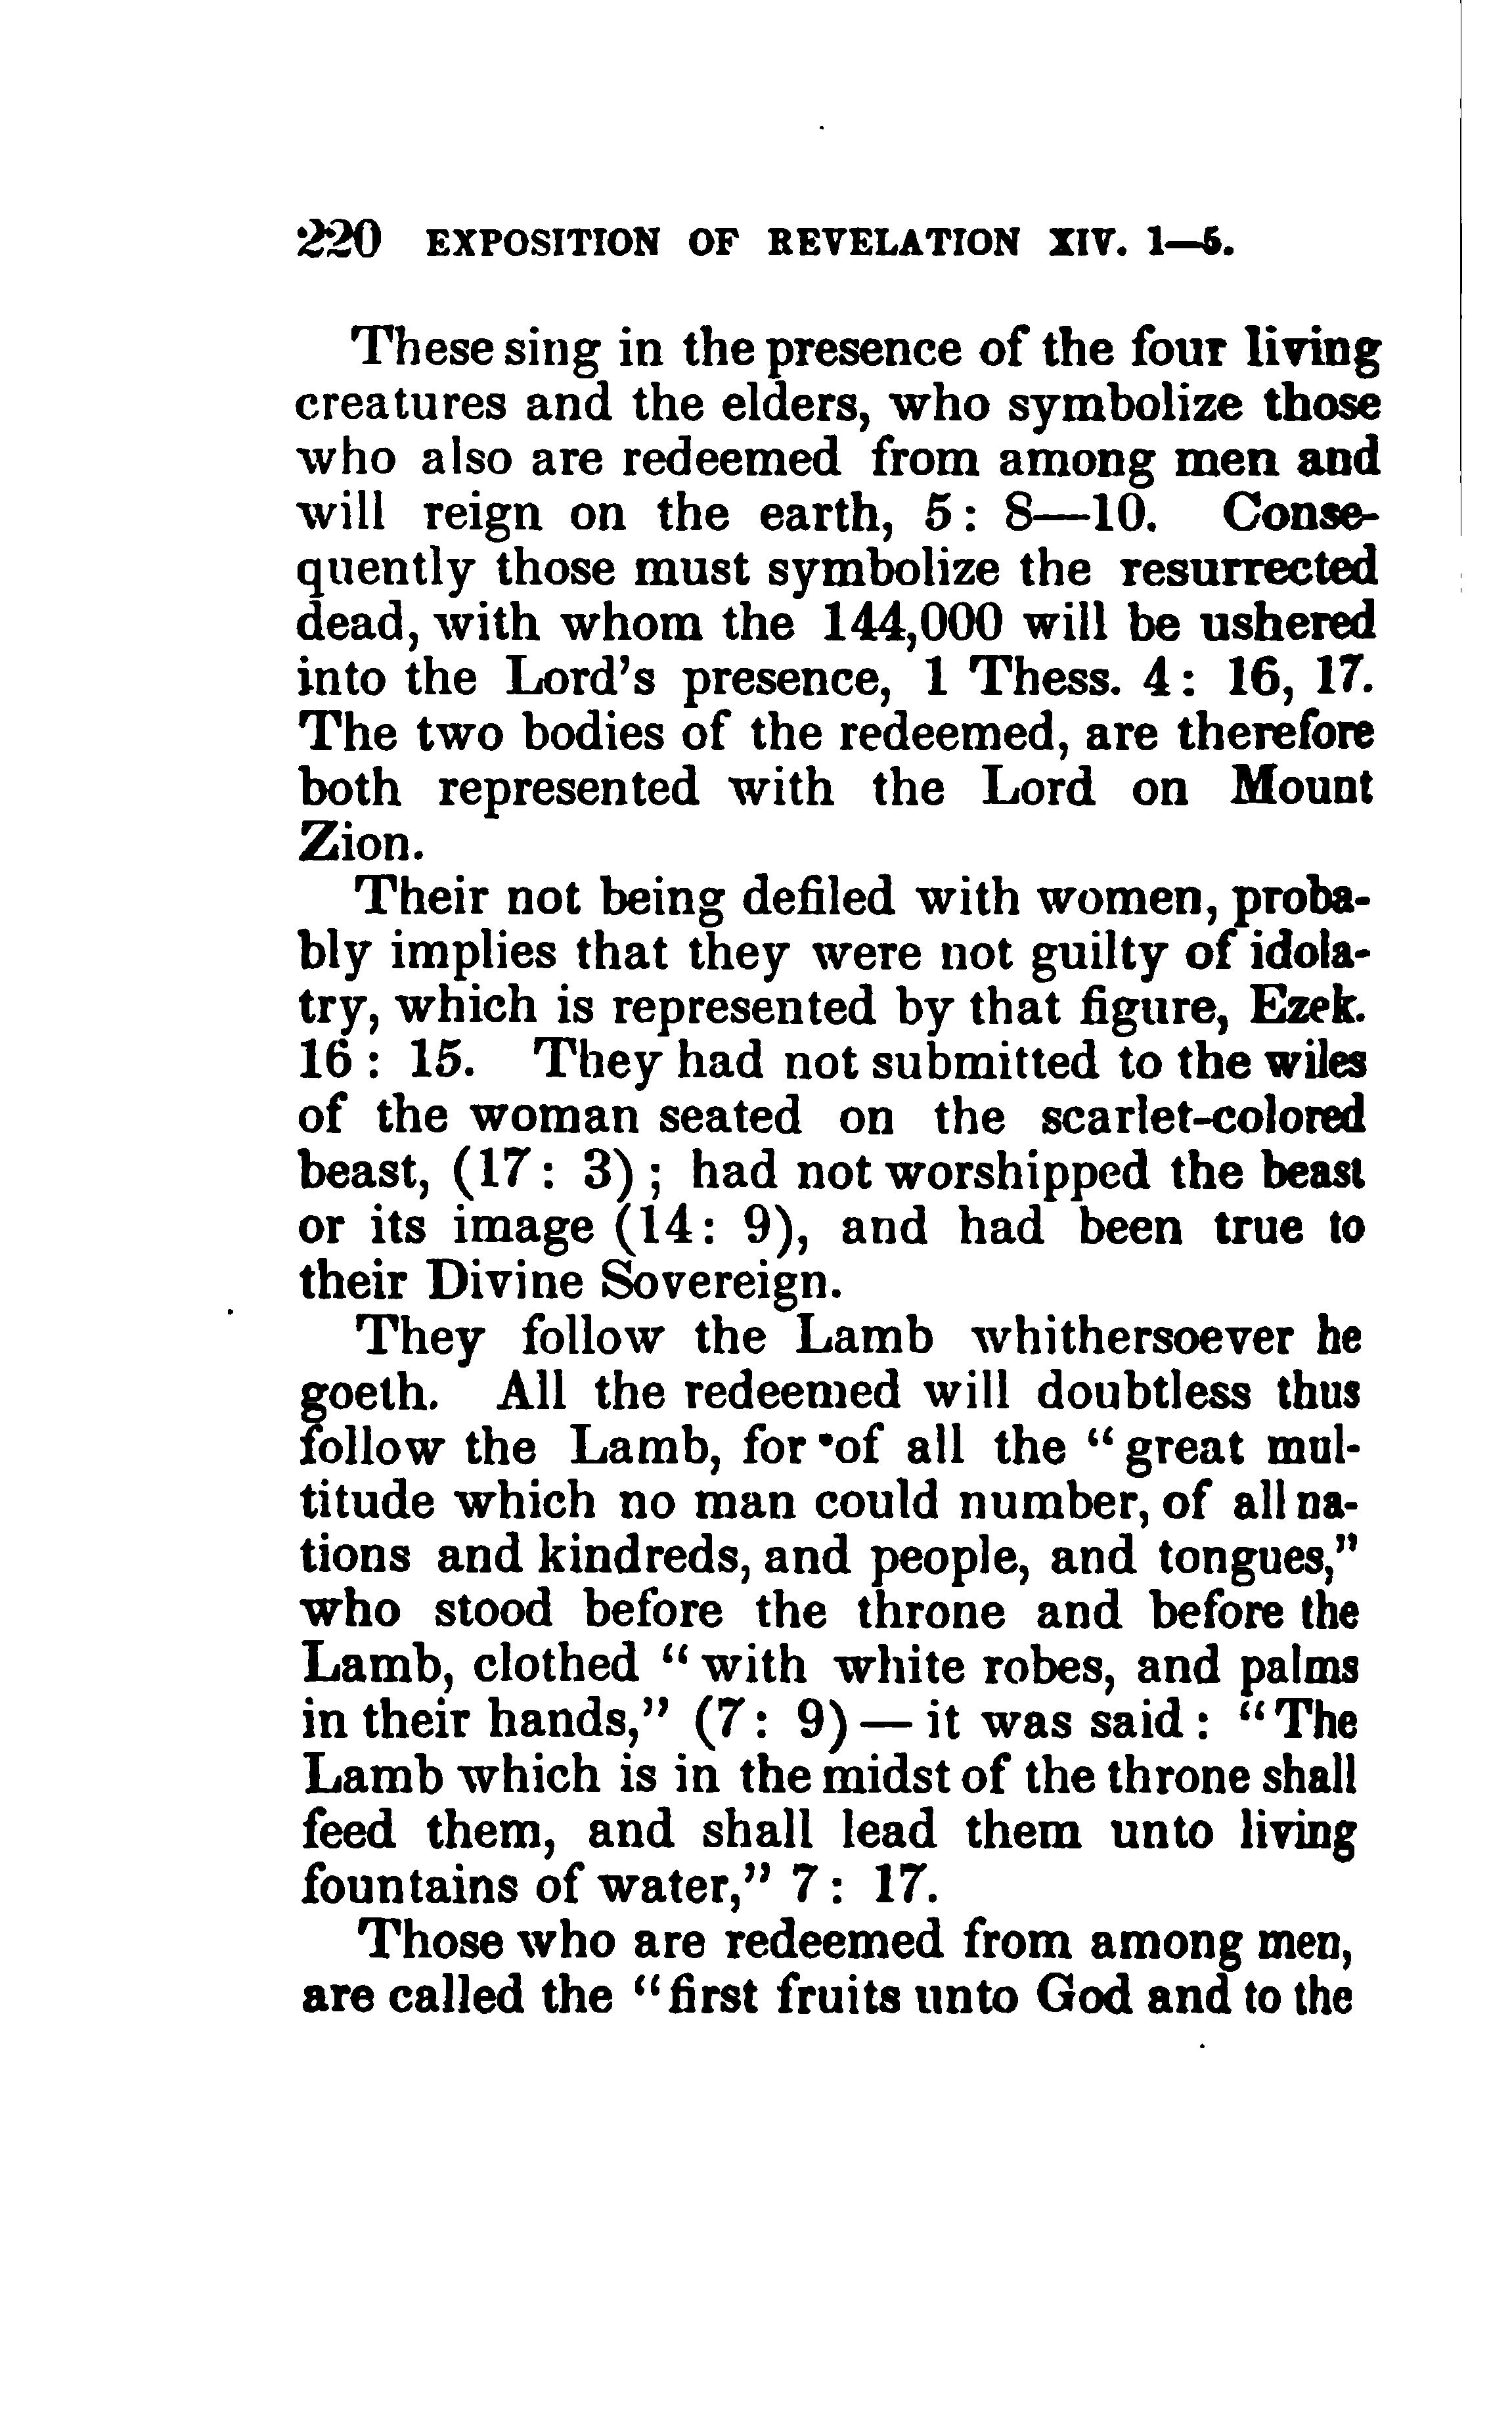 220 EXPOSITION OF REVELATION XIV. 1—5.
These sing in the presence of the four living
creatures and the elders, who symbolize those
who also are redeemed from among men and
will reign on the earth, 5: 8—10. Conse-
quently those must symbolize the resurrected
dead, with whom the 144,000 will be ushered
into the Lord's presence, 1 Thess. 4: 16, 17.
The two bodies of the redeemed, are therefore
both represented with the Lord on Mount
Zion.
Their not being defiled with women, proba-
bly implies that they were not guilty of idola-
try, which is represented by that figure, Ezek.
16: 15. They had not submitted to the wiles
of the woman seated on the scarlet-colored
beast, (17: 3); had not worshipped the beast
or its image (14: 9), and had been true to
their Divine Sovereign.
They follow the Lamb whithersoever he
goeth. All the redeemed will doubtless thus
follow the Lamb, for of all the "great mul-
titude which no man could number, of all na-
tions and kindreds, and people, and tongues,"
who stood before the throne and before the
Lamb, clothed "with white robes, and palms
in their hands," (7: 9)—it was said: "The
Lamb which is in the midst of the throne shall
feed them, and shall lead them unto living
fountains of water," 7: 17.
Those who are redeemed from among men,
are called the "first fruits unto God and to the